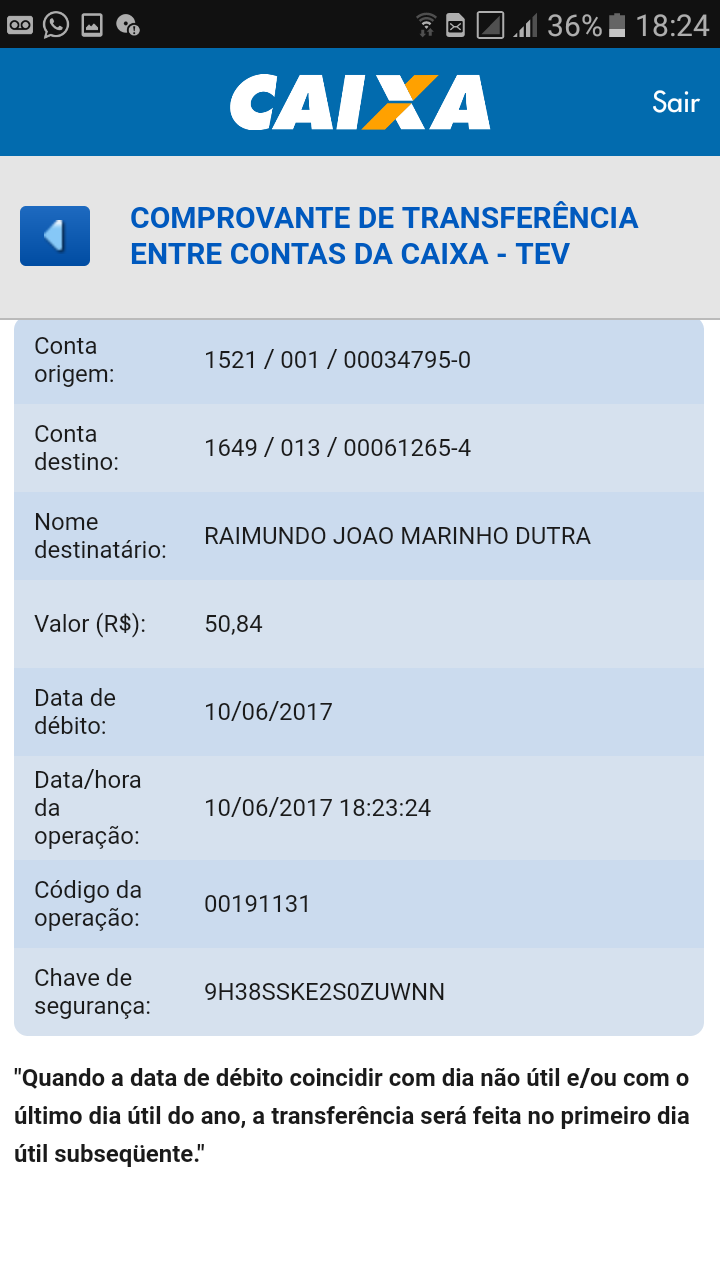 36% 18:24
CAIXA
Sair
COMPROVANTE DE TRANSFERÊNCIA
ENTRE CONTAS DA CAIXA - TEV
Conta
origem:
1521 / 001 / 00034795-0
Conta
destino:
1649 / 013 / 00061265-4
Nome
destinatário:
RAIMUNDO JOAO MARINHO DUTRA
Valor (R$):
50,84
Data de
débito:
10/06/2017
Data/hora
da
operação:
10/06/2017 18:23:24
Código da
operação:
00191131
Chave de
segurança:
9H38SSKE2S0ZUWNN
"Quando a data de débito coincidir com dia não útil e/ou com o
último dia útil do ano, a transferência será feita no primeiro dia
útil subseqüente."